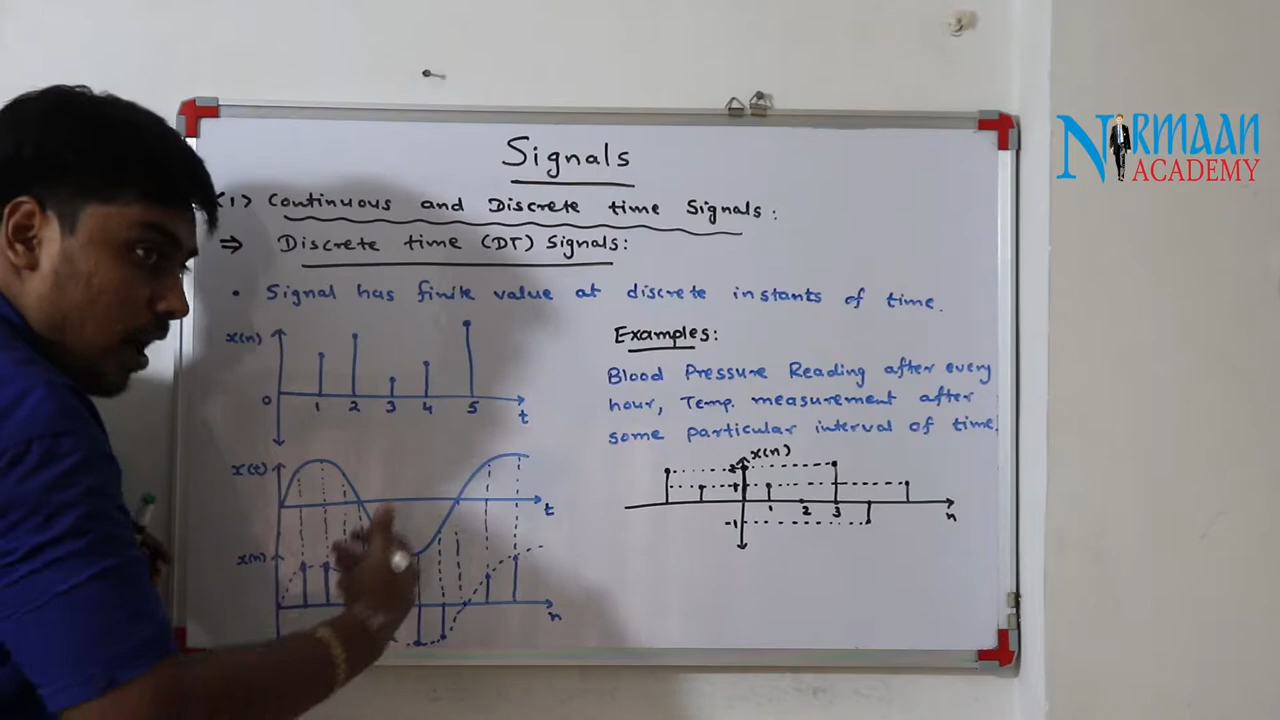 Signals
(1) Continuous and Discrete time Signals:
⇒ Discrete time (DT) Signals:
• Signal has finite value at discrete instants of time.
x(n)
0 1 2 3 4 5 t
x(t)
t
x(n)
n
Examples:
Blood Pressure Reading after every
hour, Temp. measurement after
some particular interval of time.
x(n)
2
1
1 2 3 n
-1
NIRMAAN
ACADEMY